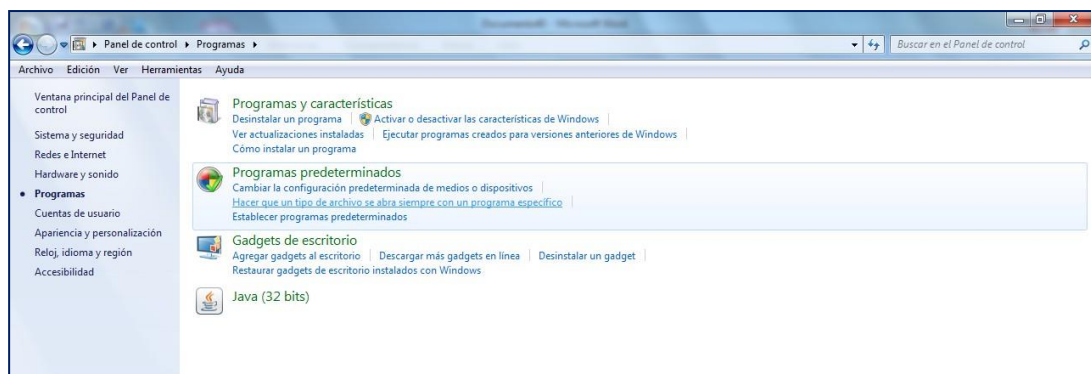 Panel de control ▸ Programas ▸
Buscar en el Panel de control
Archivo Edición Ver Herramientas Ayuda
Ventana principal del Panel de
control
Sistema y seguridad
Redes e Internet
Hardware y sonido
Programas
Cuentas de usuario
Apariencia y personalización
Reloj, idioma y región
Accesibilidad
Programas y características
Desinstalar un programa | Activar o desactivar las características de Windows
Ver actualizaciones instaladas | Ejecutar programas creados para versiones anteriores de Windows
Cómo instalar un programa
Programas predeterminados
Cambiar la configuración predeterminada de medios o dispositivos
Hacer que un tipo de archivo se abra siempre con un programa específico
Establecer programas predeterminados
Gadgets de escritorio
Agregar gadgets al escritorio | Descargar más gadgets en línea | Desinstalar un gadget
Restaurar gadgets de escritorio instalados con Windows
Java (32 bits)